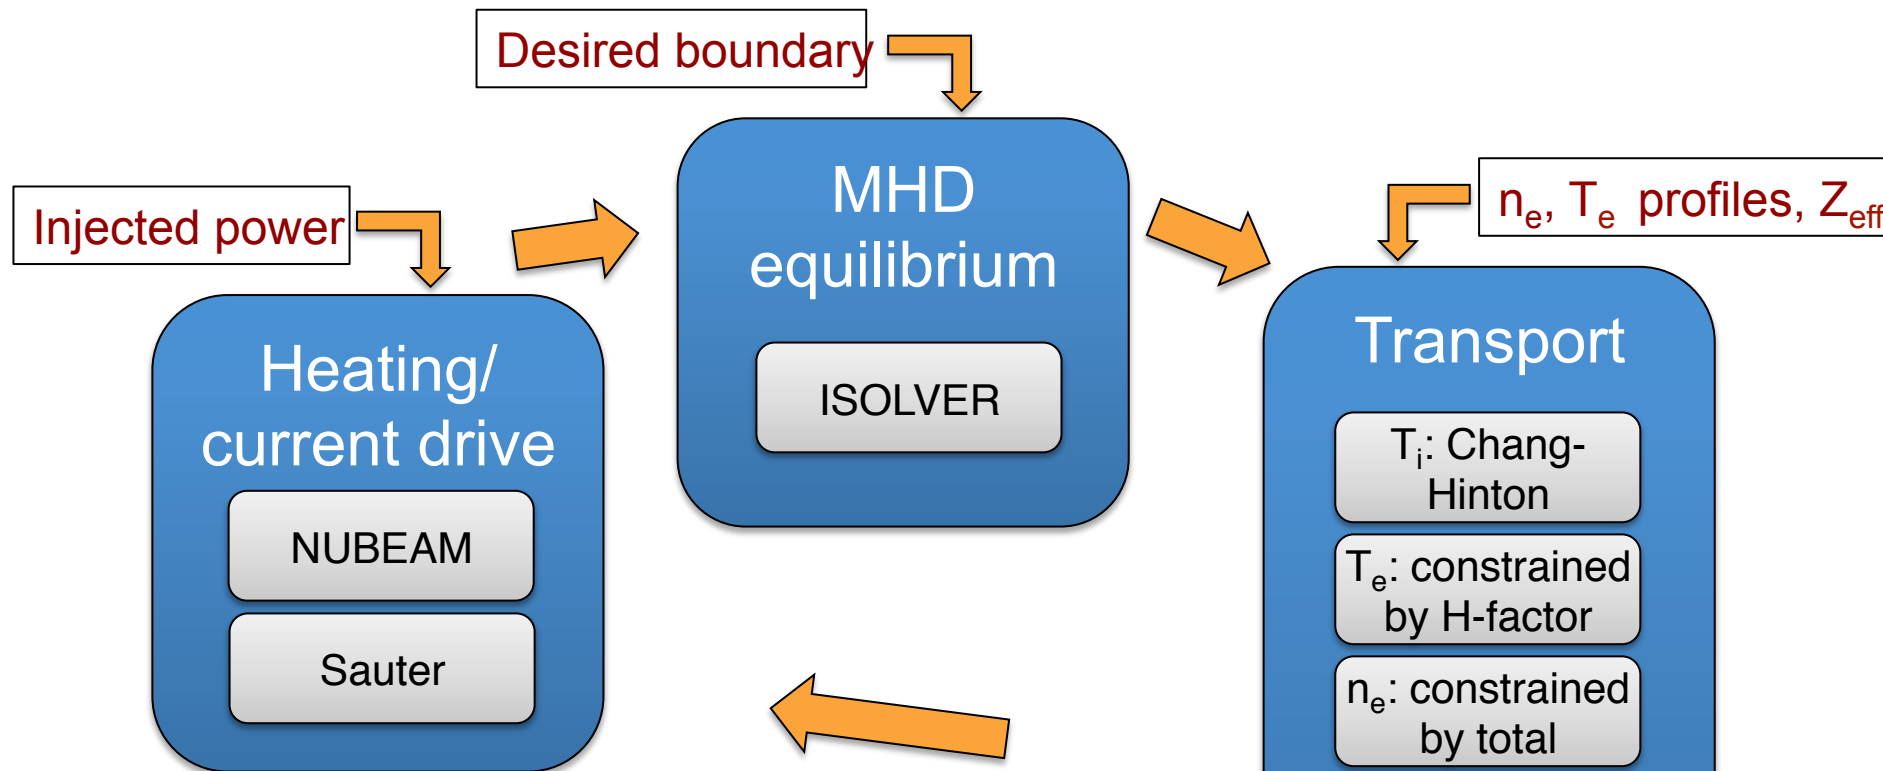 Desired boundary
Injected power
nₑ, Tₑ profiles, Z_eff
MHD
equilibrium
ISOLVER
Heating/
current drive
NUBEAM
Sauter
Transport
Tᵢ: Chang-
Hinton
Tₑ: constrained
by H-factor
nₑ: constrained
by total